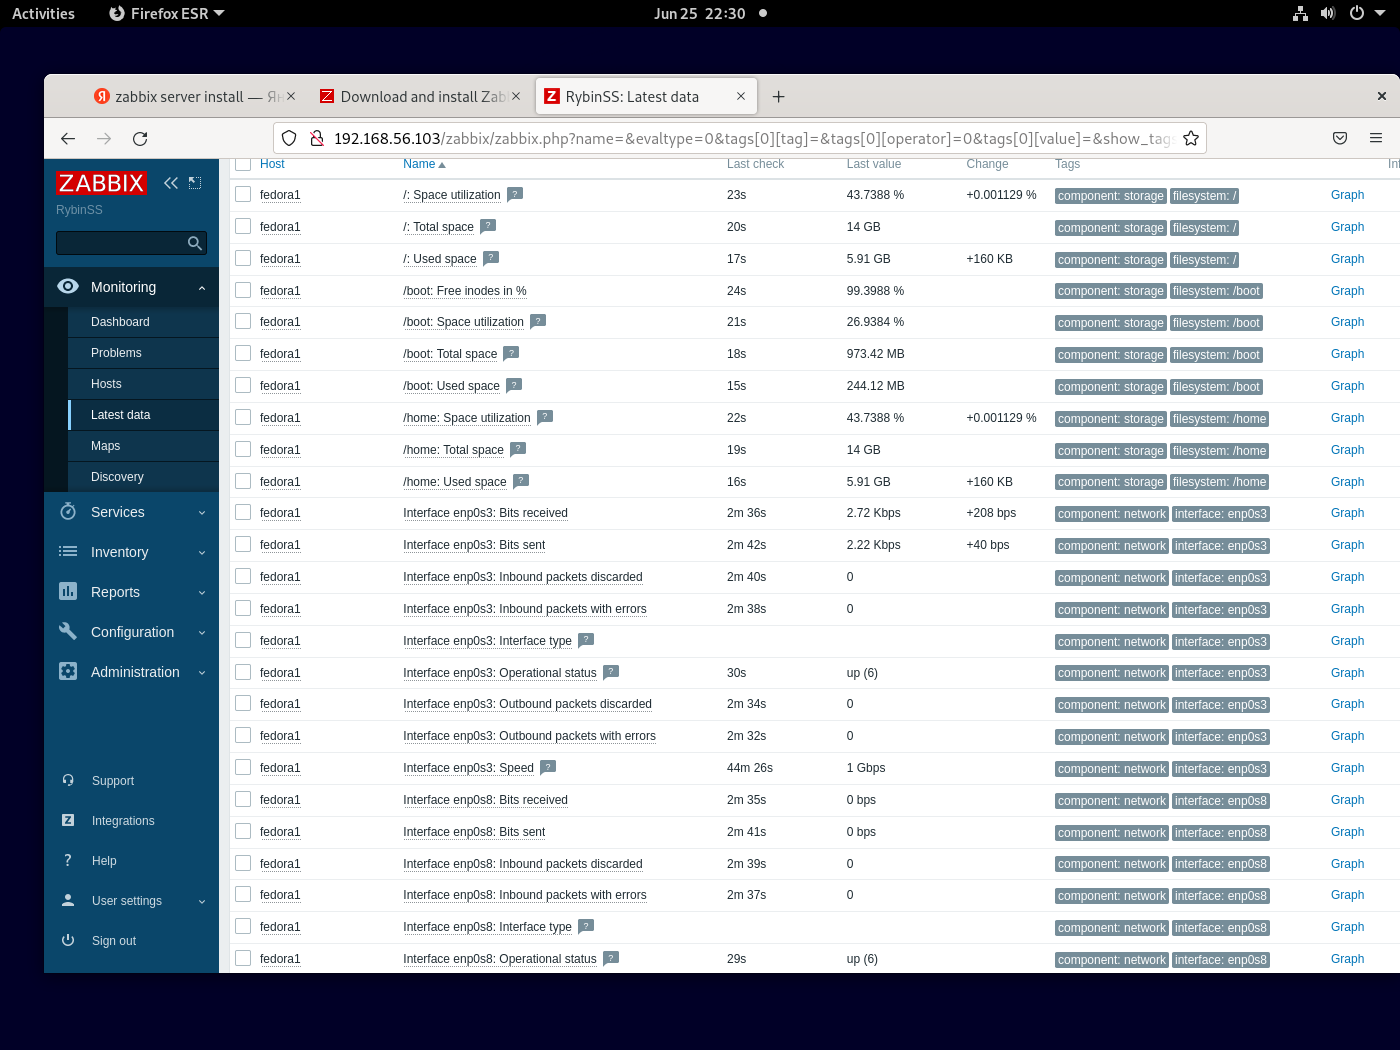 Activities Firefox ESR Jun 25 22:30
zabbix server install — Ян Download and install Zab RybinSS: Latest data
192.168.56.103/zabbix/zabbix.php?name=&evaltype=0&tags[0][tag]=&tags[0][operator]=0&tags[0][value]=&show_tags
ZABBIX
RybinSS
Monitoring
Dashboard
Problems
Hosts
Latest data
Maps
Discovery
Services
Inventory
Reports
Configuration
Administration
Support
Integrations
Help
User settings
Sign out
Host Name Last check Last value Change Tags Inf
fedora1 /: Space utilization ? 23s 43.7388 % +0.001129 % component: storage filesystem: / Graph
fedora1 /: Total space ? 20s 14 GB component: storage filesystem: / Graph
fedora1 /: Used space ? 17s 5.91 GB +160 KB component: storage filesystem: / Graph
fedora1 /boot: Free inodes in % 24s 99.3988 % component: storage filesystem: /boot Graph
fedora1 /boot: Space utilization ? 21s 26.9384 % component: storage filesystem: /boot Graph
fedora1 /boot: Total space ? 18s 973.42 MB component: storage filesystem: /boot Graph
fedora1 /boot: Used space ? 15s 244.12 MB component: storage filesystem: /boot Graph
fedora1 /home: Space utilization ? 22s 43.7388 % +0.001129 % component: storage filesystem: /home Graph
fedora1 /home: Total space ? 19s 14 GB component: storage filesystem: /home Graph
fedora1 /home: Used space ? 16s 5.91 GB +160 KB component: storage filesystem: /home Graph
fedora1 Interface enp0s3: Bits received 2m 36s 2.72 Kbps +208 bps component: network interface: enp0s3 Graph
fedora1 Interface enp0s3: Bits sent 2m 42s 2.22 Kbps +40 bps component: network interface: enp0s3 Graph
fedora1 Interface enp0s3: Inbound packets discarded 2m 40s 0 component: network interface: enp0s3 Graph
fedora1 Interface enp0s3: Inbound packets with errors 2m 38s 0 component: network interface: enp0s3 Graph
fedora1 Interface enp0s3: Interface type ? component: network interface: enp0s3 Graph
fedora1 Interface enp0s3: Operational status ? 30s up (6) component: network interface: enp0s3 Graph
fedora1 Interface enp0s3: Outbound packets discarded 2m 34s 0 component: network interface: enp0s3 Graph
fedora1 Interface enp0s3: Outbound packets with errors 2m 32s 0 component: network interface: enp0s3 Graph
fedora1 Interface enp0s3: Speed ? 44m 26s 1 Gbps component: network interface: enp0s3 Graph
fedora1 Interface enp0s8: Bits received 2m 35s 0 bps component: network interface: enp0s8 Graph
fedora1 Interface enp0s8: Bits sent 2m 41s 0 bps component: network interface: enp0s8 Graph
fedora1 Interface enp0s8: Inbound packets discarded 2m 39s 0 component: network interface: enp0s8 Graph
fedora1 Interface enp0s8: Inbound packets with errors 2m 37s 0 component: network interface: enp0s8 Graph
fedora1 Interface enp0s8: Interface type ? component: network interface: enp0s8 Graph
fedora1 Interface enp0s8: Operational status ? 29s up (6) component: network interface: enp0s8 Graph